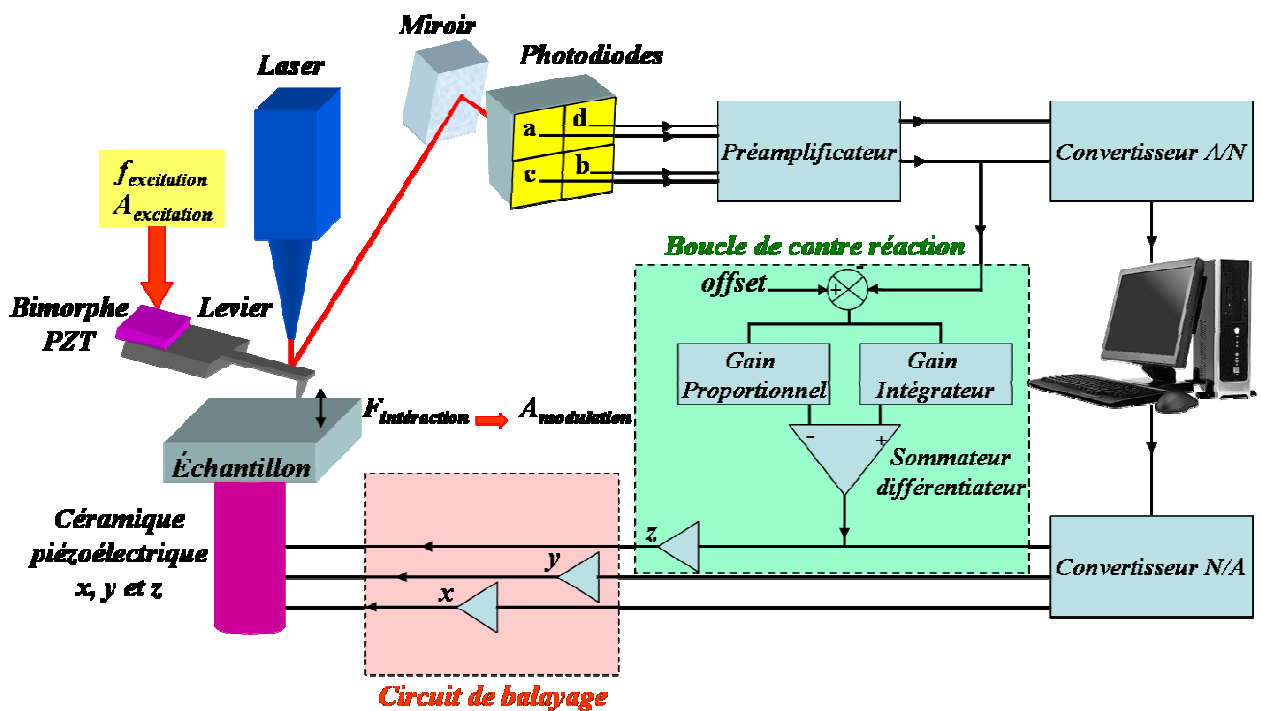 Miroir
Laser
Photodiodes
a
d
c
b
Préamplificateur
Convertisseur A/N
f excitation
A excitation
Boucle de contre réaction
offset
+
-
Bimorphe
PZT
Levier
Gain
Proportionnel
Gain
Intégrateur
F intéraction
A modulation
-
+
Sommateur
différentiateur
Échantillon
Céramique
piézoélectrique
x, y et z
z
y
x
Convertisseur N/A
Circuit de balayage